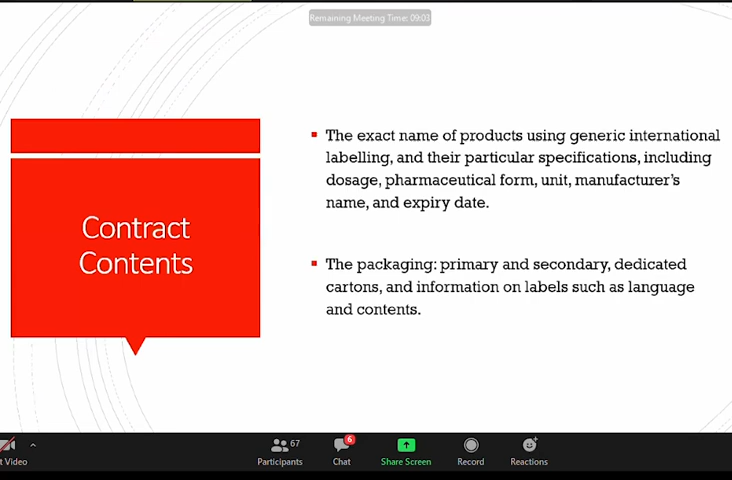 Remaining Meeting Time: 09:03
Contract
Contents
▪ The exact name of products using generic international
labelling, and their particular specifications, including
dosage, pharmaceutical form, unit, manufacturer's
name, and expiry date.
▪ The packaging: primary and secondary, dedicated
cartons, and information on labels such as language
and contents.
67
6
t Video
Participants
Chat
Share Screen
Record
Reactions